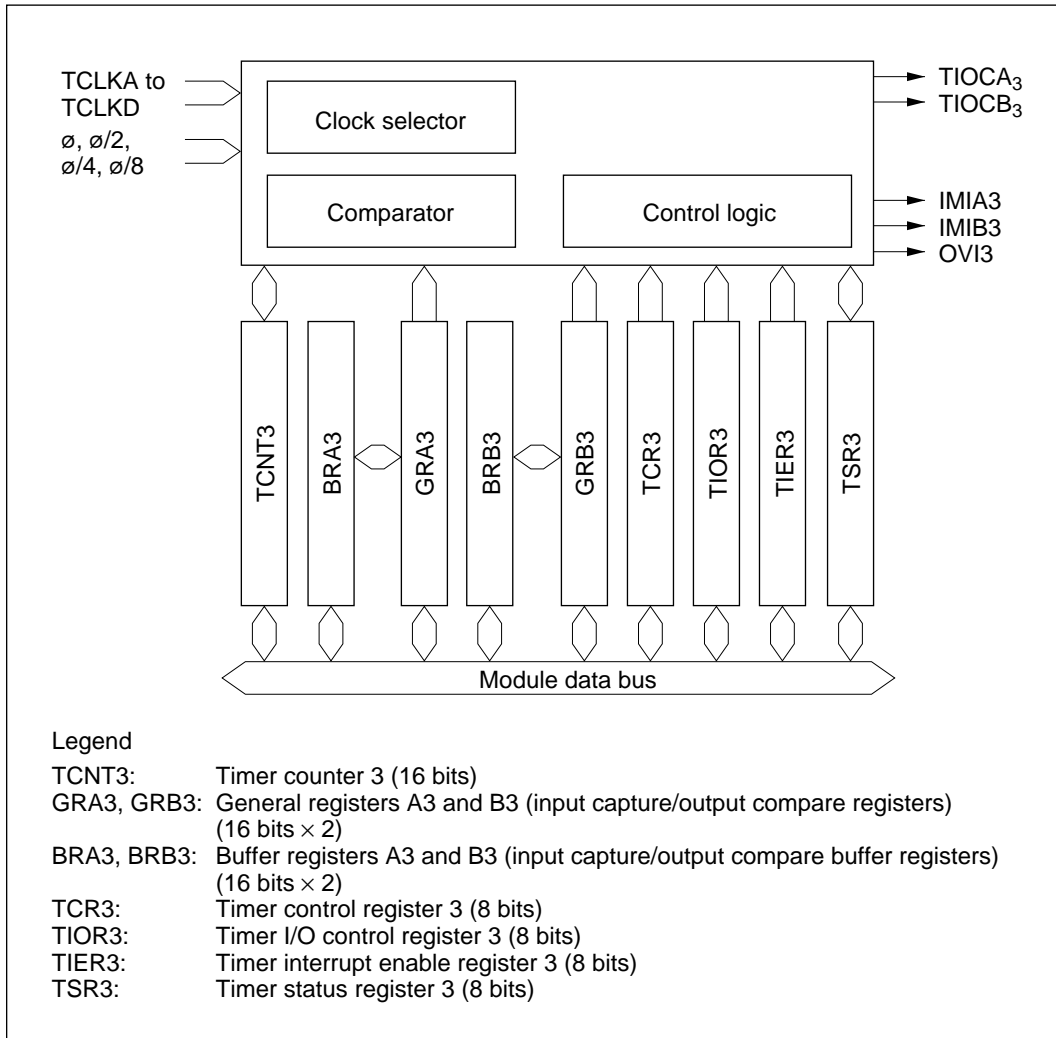 TCLKA to
TCLKD
ø, ø/2,
ø/4, ø/8
Clock selector
Comparator
Control logic
TIOCA3
TIOCB3
IMIA3
IMIB3
OVI3
TCNT3
BRA3
GRA3
BRB3
GRB3
TCR3
TIOR3
TIER3
TSR3
Module data bus
Legend
TCNT3: Timer counter 3 (16 bits)
GRA3, GRB3: General registers A3 and B3 (input capture/output compare registers)
(16 bits × 2)
BRA3, BRB3: Buffer registers A3 and B3 (input capture/output compare buffer registers)
(16 bits × 2)
TCR3: Timer control register 3 (8 bits)
TIOR3: Timer I/O control register 3 (8 bits)
TIER3: Timer interrupt enable register 3 (8 bits)
TSR3: Timer status register 3 (8 bits)